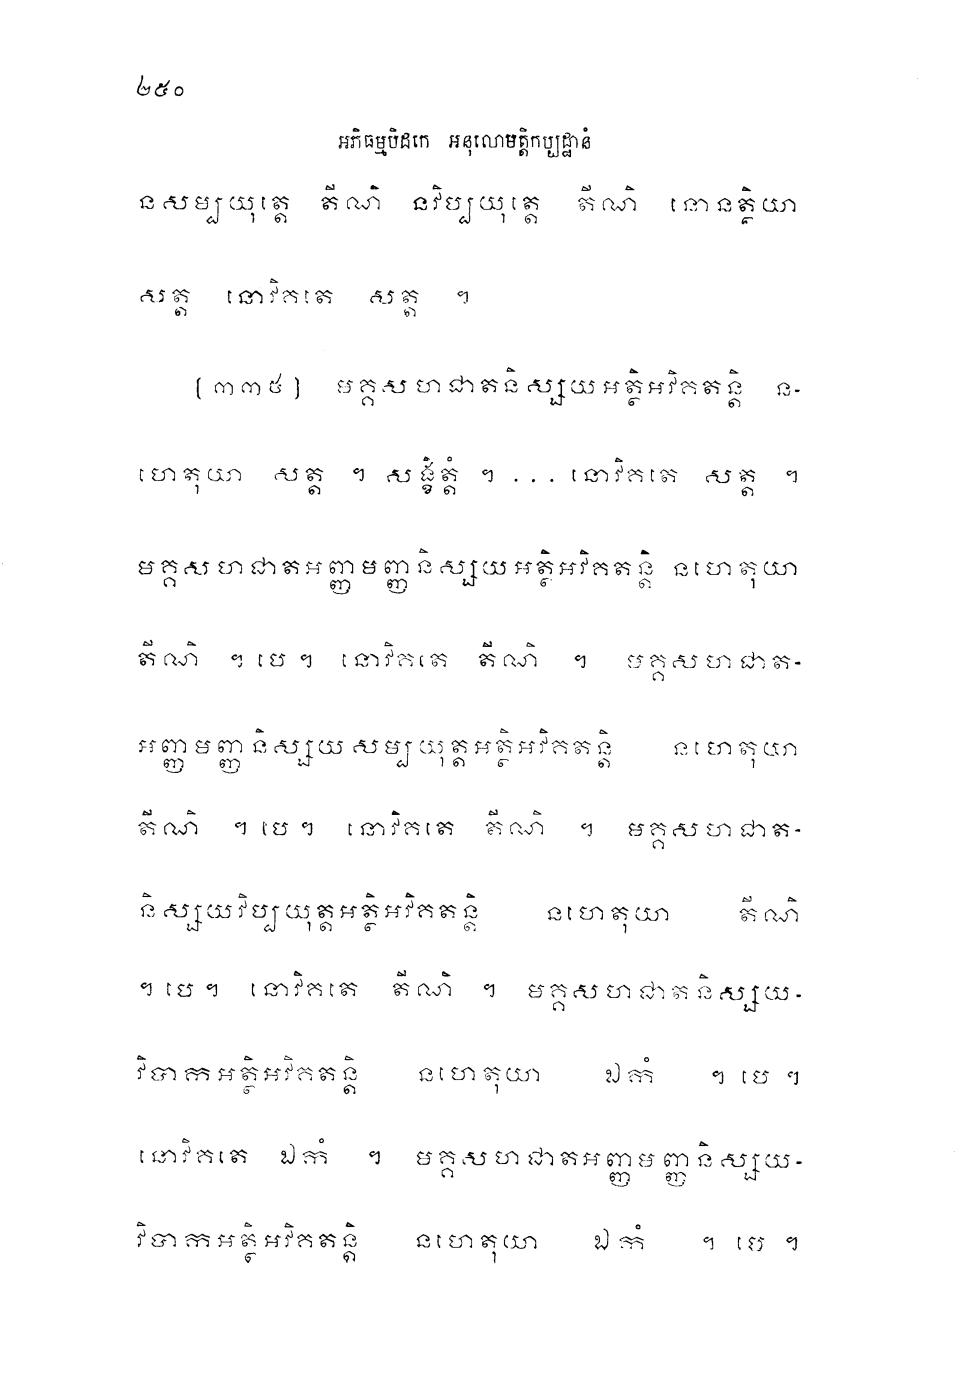 ២៥០
អភិធម្មបិដកេ អនុលោមត្តិកប្បដ្ឋានំ
នសម្បយុត្តេ តីណិ នវិប្បយុត្តេ តីណិ នោនត្ថិយា
សត្ត នោវិគតេ សត្ត ។
[៣៣៥] មគ្គសហជាតនិស្សយអត្ថិអវិគតន្តិ ន-
ហេតុយា សត្ត ។ សង្ខិត្តំ ។ ... នោវិគតេ សត្ត ។
មគ្គសហជាតអញ្ញមញ្ញនិស្សយអត្ថិអវិគតន្តិ នហេតុយា
តីណិ ។ បេ ។ នោវិគតេ តីណិ ។ មគ្គសហជាត-
អញ្ញមញ្ញនិស្សយសម្បយុត្តអត្ថិអវិគតន្តិ នហេតុយា
តីណិ ។ បេ ។ នោវិគតេ តីណិ ។ មគ្គសហជាត-
និស្សយវិប្បយុត្តអត្ថិអវិគតន្តិ នហេតុយា តីណិ
។ បេ ។ នោវិគតេ តីណិ ។ មគ្គសហជាតនិស្សយ-
វិបាកអត្ថិអវិគតន្តិ នហេតុយា ឯកំ ។ បេ ។
នោវិគតេ ឯកំ ។ មគ្គសហជាតអញ្ញមញ្ញនិស្សយ-
វិបាកអត្ថិអវិគតន្តិ នហេតុយា ឯកំ ។ បេ ។